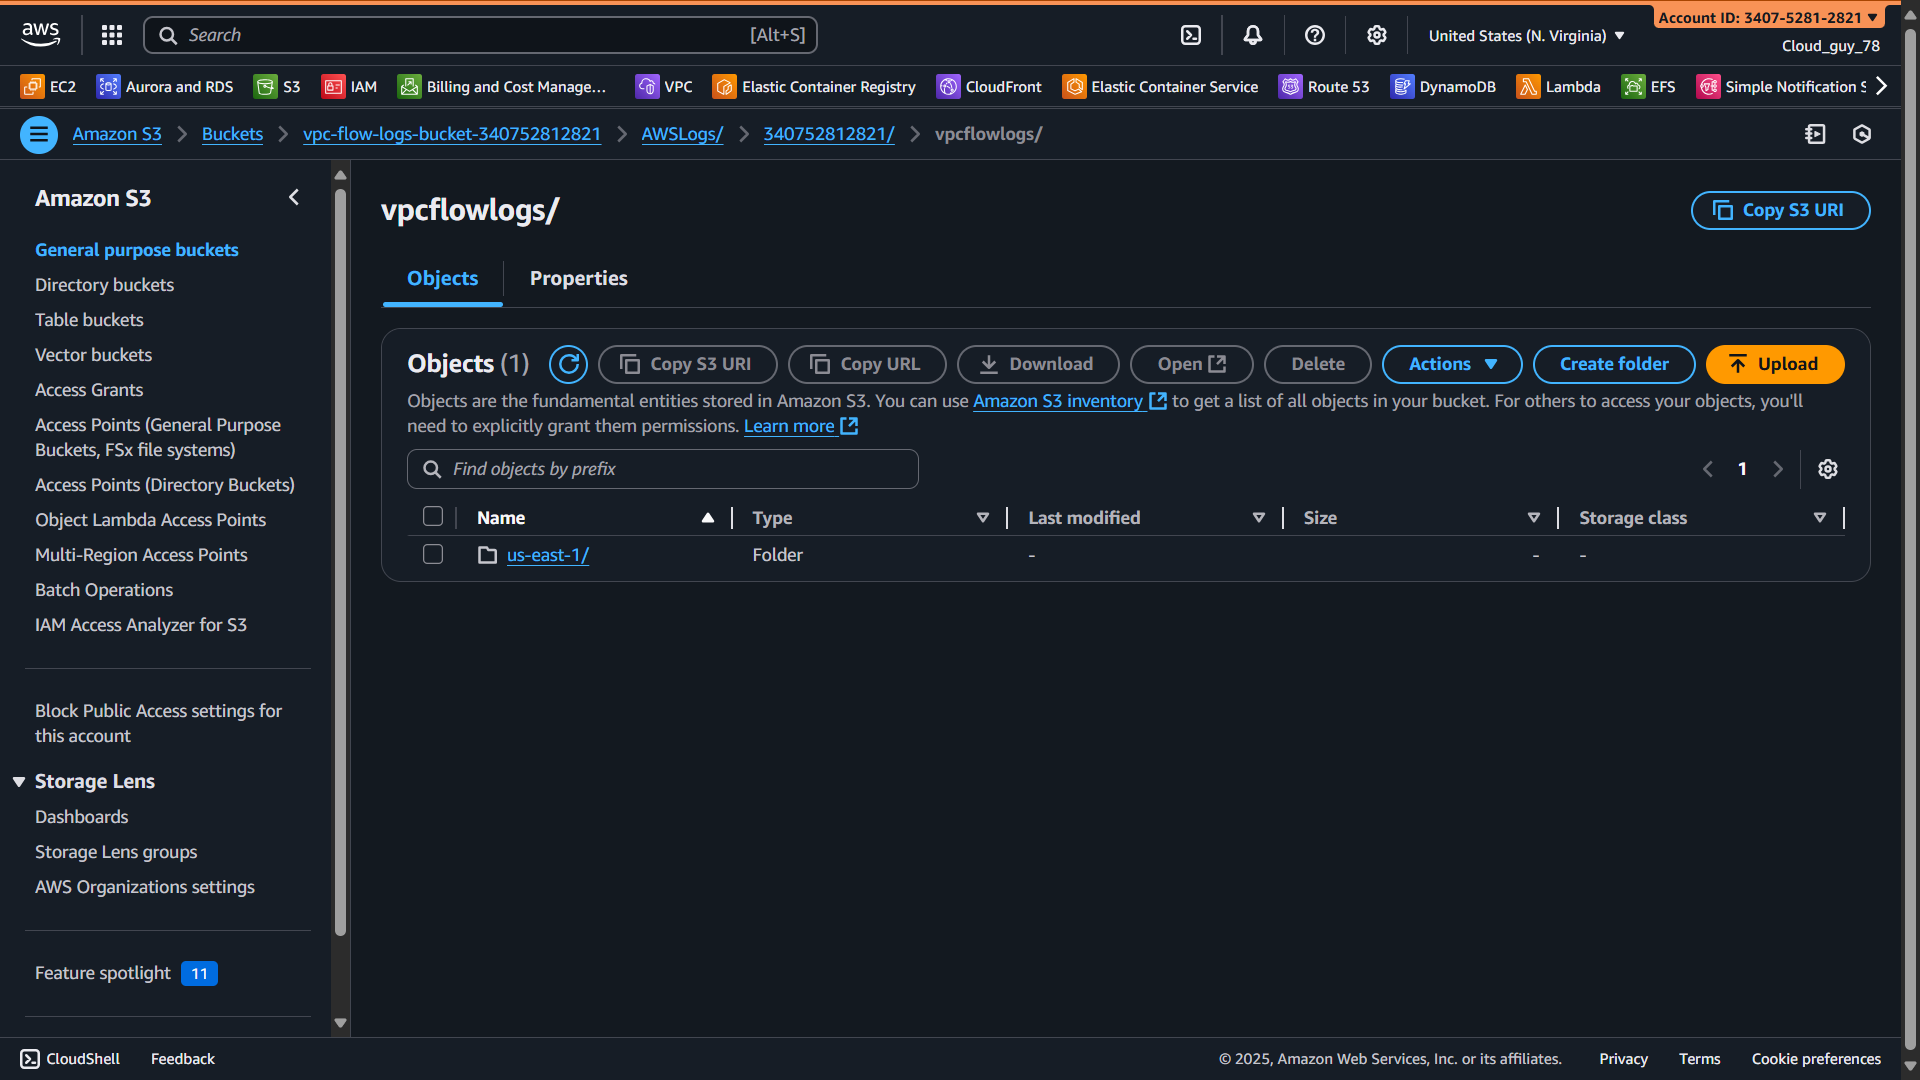 aws
Search [Alt+S]
United States (N. Virginia)
Account ID: 3407-5281-2821
Cloud_guy_78
EC2 Aurora and RDS S3 IAM Billing and Cost Manage... VPC Elastic Container Registry CloudFront Elastic Container Service Route 53 DynamoDB Lambda EFS Simple Notification S
Amazon S3 Buckets vpc-flow-logs-bucket-340752812821 AWSLogs/ 340752812821/ vpcflowlogs/
Amazon S3
General purpose buckets
Directory buckets
Table buckets
Vector buckets
Access Grants
Access Points (General Purpose
Buckets, FSx file systems)
Access Points (Directory Buckets)
Object Lambda Access Points
Multi-Region Access Points
Batch Operations
IAM Access Analyzer for S3
Block Public Access settings for
this account
Storage Lens
Dashboards
Storage Lens groups
AWS Organizations settings
Feature spotlight 11
vpcflowlogs/
Copy S3 URI
Objects Properties
Objects (1) Copy S3 URI Copy URL Download Open Delete Actions Create folder Upload
Objects are the fundamental entities stored in Amazon S3. You can use Amazon S3 inventory to get a list of all objects in your bucket. For others to access your objects, you'll
need to explicitly grant them permissions. Learn more
Find objects by prefix
1
Name Type Last modified Size Storage class
us-east-1/ Folder - - -
CloudShell Feedback © 2025, Amazon Web Services, Inc. or its affiliates. Privacy Terms Cookie preferences